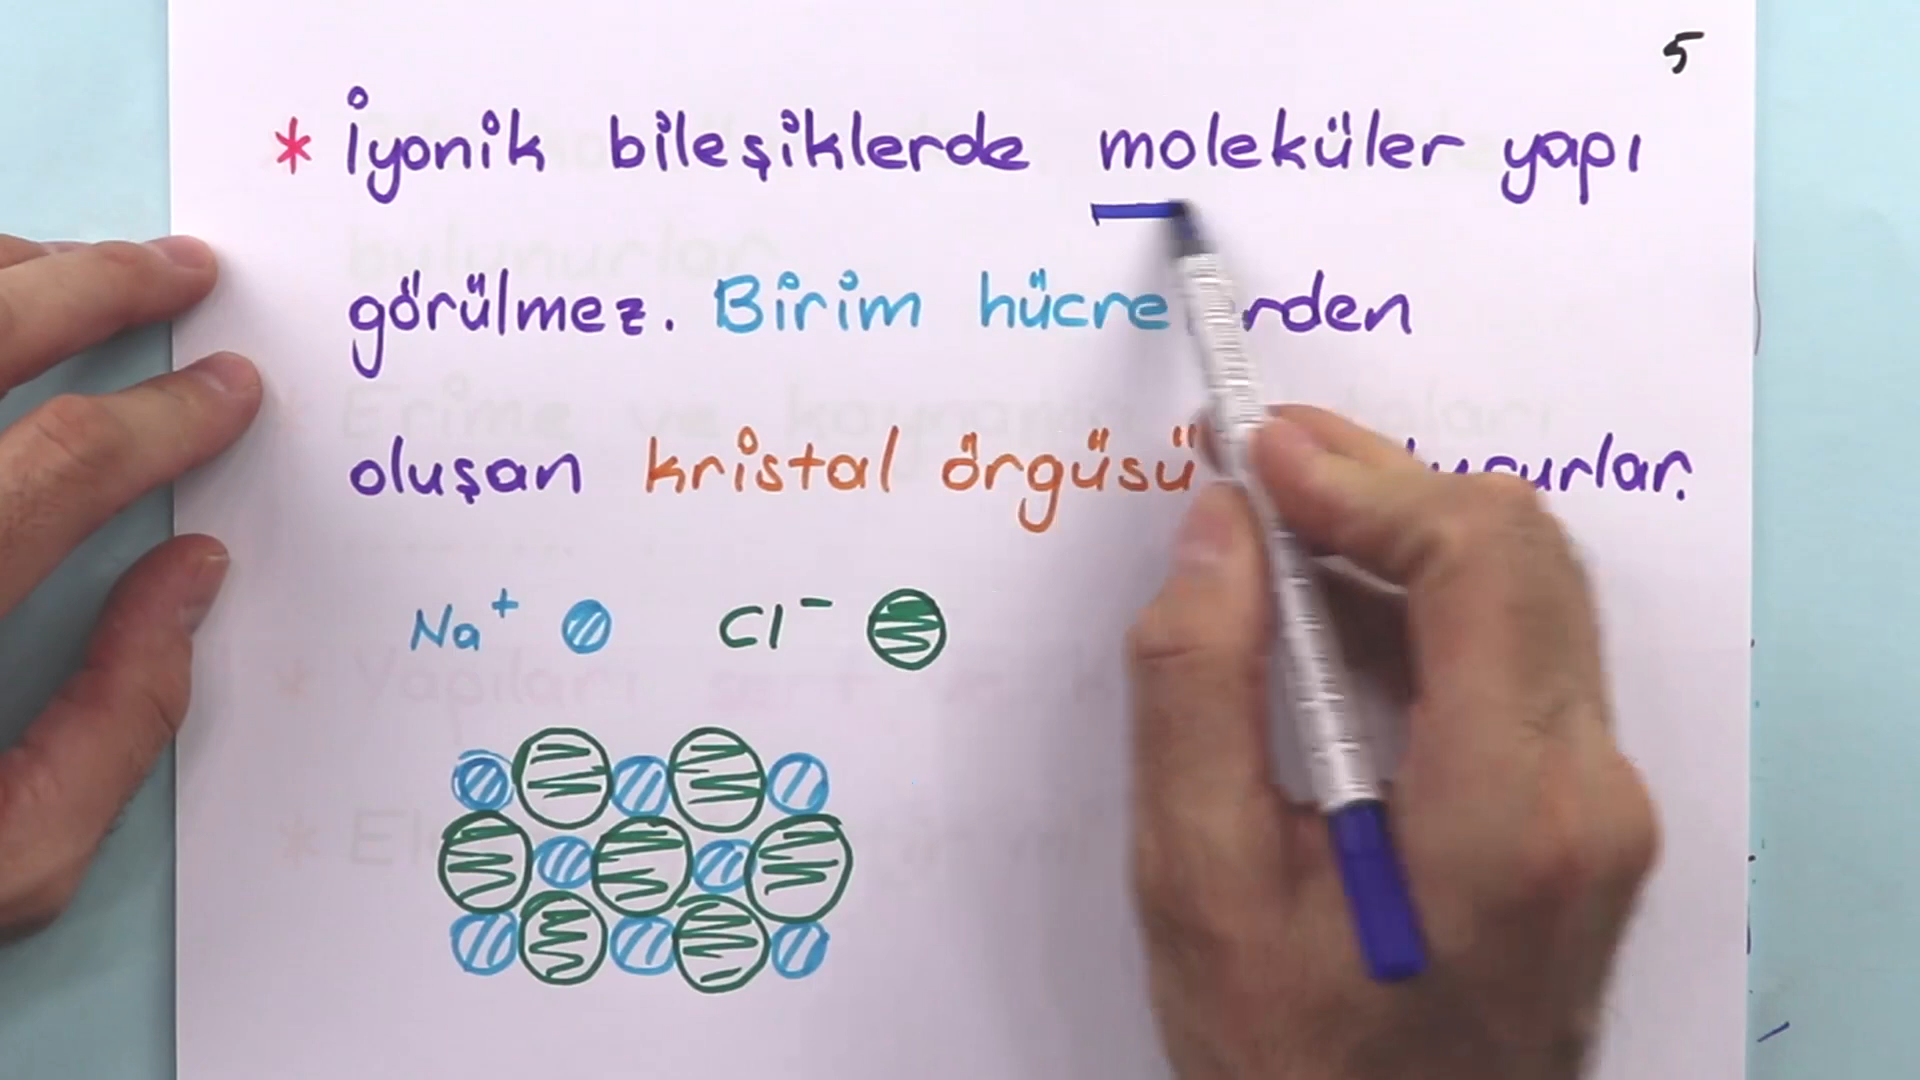 5
* İyonik bileşiklerde moleküler yapı
görülmez. Birim hücre rden
oluşan kristal örgüsü
Na⁺ Cl⁻